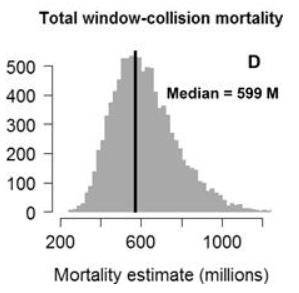 Total window-collision mortality
D
Median = 599 M
500
400
300
200
100
0
200 600 1000
Mortality estimate (millions)